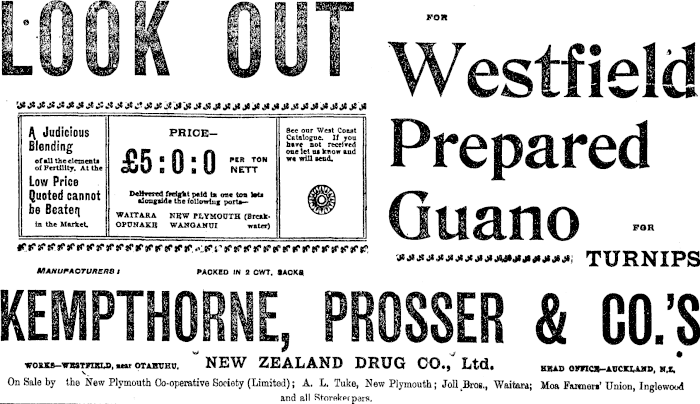 LOOK OUT
FOR
Westfield
Prepared
Guano
FOR
TURNIPS
A Judicious
Blending
of all the elements
of Fertility. At the
Low Price
Quoted cannot
be Beaten
in the Market.
PRICE—
£5:0:0 PER TON
NETT
Delivered freight paid in one ton lots
alongside the following ports—
WAITARA NEW PLYMOUTH (Break-
OPUNAKE WANGANUI water)
See our West Coast
Catalogue. If you
have not received
one let us know and
we will send.
MANUFACTURERS: PACKED IN 2 CWT. SACKS
KEMPTHORNE, PROSSER & CO.'S
WORKS—WESTFIELD, near OTAHUHU. NEW ZEALAND DRUG CO., Ltd. HEAD OFFICE—AUCKLAND, N.Z.
On Sale by the New Plymouth Co-operative Society (Limited); A. L. Tuke, New Plymouth; Joll Bros., Waitara; Moa Farmers' Union, Inglewood
and all Storekeepers.